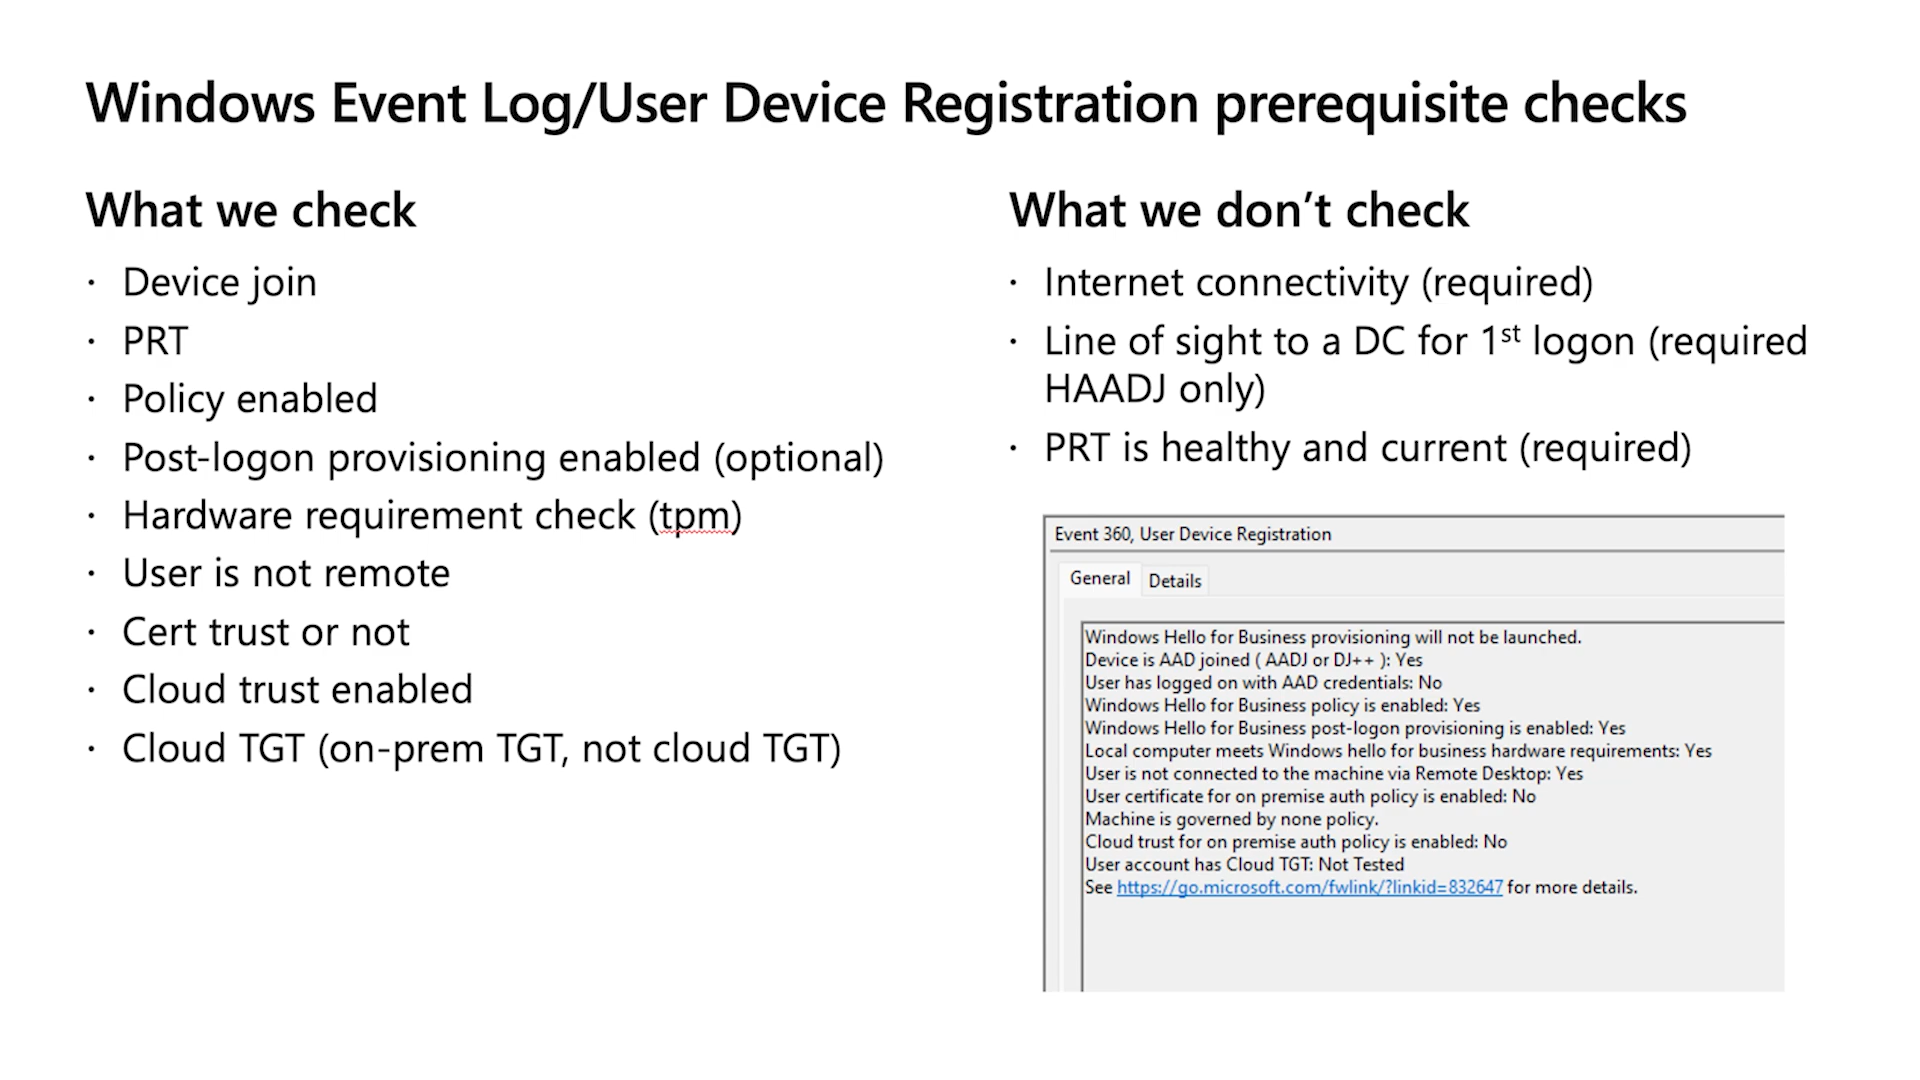 Windows Event Log/User Device Registration prerequisite checks
What we check
· Device join
· PRT
· Policy enabled
· Post-logon provisioning enabled (optional)
· Hardware requirement check (tpm)
· User is not remote
· Cert trust or not
· Cloud trust enabled
· Cloud TGT (on-prem TGT, not cloud TGT)
What we don’t check
· Internet connectivity (required)
· Line of sight to a DC for 1st logon (required
HAADJ only)
· PRT is healthy and current (required)
Event 360, User Device Registration
General Details
Windows Hello for Business provisioning will not be launched.
Device is AAD joined ( AADJ or DJ++ ): Yes
User has logged on with AAD credentials: No
Windows Hello for Business policy is enabled: Yes
Windows Hello for Business post-logon provisioning is enabled: Yes
Local computer meets Windows hello for business hardware requirements: Yes
User is not connected to the machine via Remote Desktop: Yes
User certificate for on premise auth policy is enabled: No
Machine is governed by none policy.
Cloud trust for on premise auth policy is enabled: No
User account has Cloud TGT: Not Tested
See https://go.microsoft.com/fwlink/?linkid=832647 for more details.